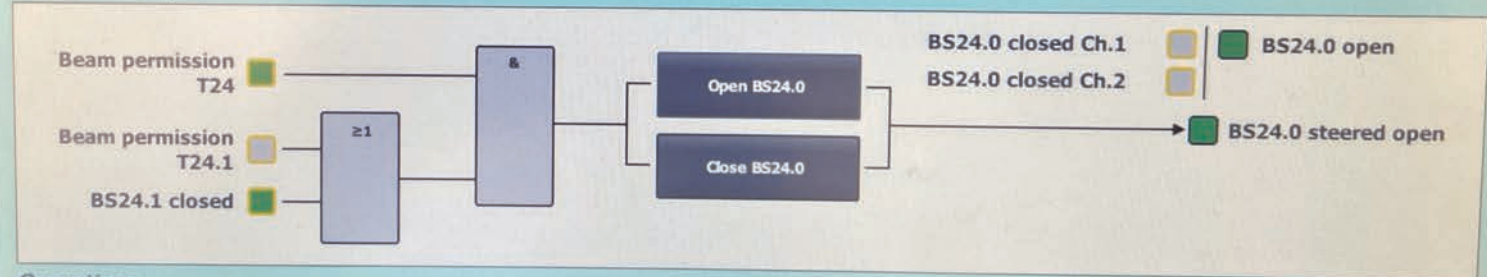 Beam permission
T24
Beam permission
T24.1
BS24.1 closed
≥1
&
Open BS24.0
Close BS24.0
BS24.0 closed Ch.1
BS24.0 closed Ch.2
BS24.0 open
BS24.0 steered open